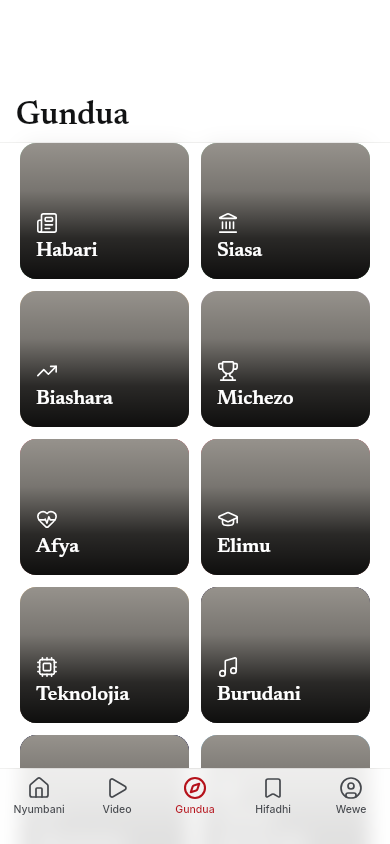 Gundua
Habari
Siasa
Biashara
Michezo
Afya
Elimu
Teknolojia
Burudani
Nyumbani
Video
Gundua
Hifadhi
Wewe